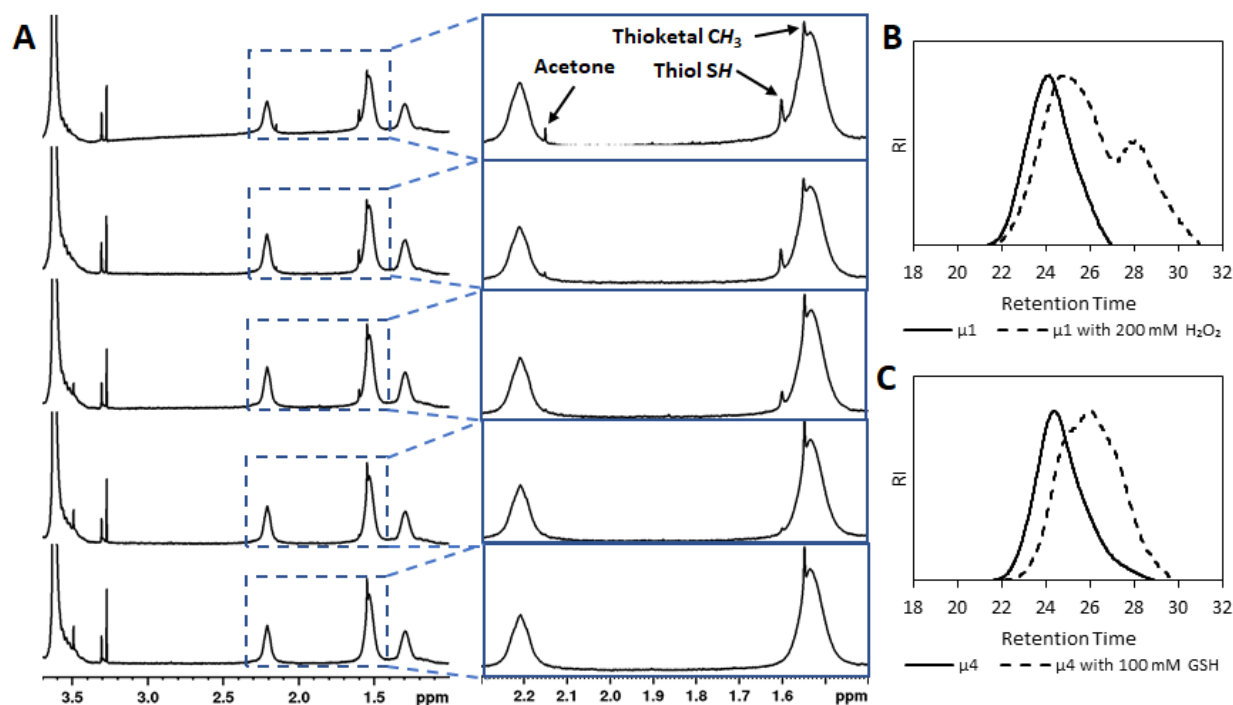 A
Thioketal CH₃
Acetone
Thiol SH
3.5 3.0 2.5 2.0 1.5 ppm
2.2 2.1 2.0 1.9 1.8 1.7 1.6 ppm
B
RI
18 20 22 24 26 28 30 32
Retention Time
μ1 μ1 with 200 mM H₂O₂
C
RI
18 20 22 24 26 28 30 32
Retention Time
μ4 μ4 with 100 mM GSH